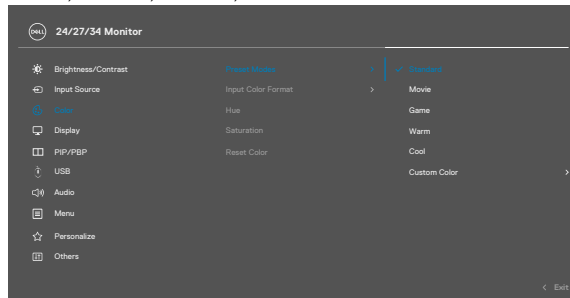 DELL
24/27/34 Monitor
Brightness/Contrast
Input Source
Color
Display
PIP/PBP
USB
Audio
Menu
Personalize
Others
Preset Modes
Input Color Format
Hue
Saturation
Reset Color
Standard
Movie
Game
Warm
Cool
Custom Color
Exit